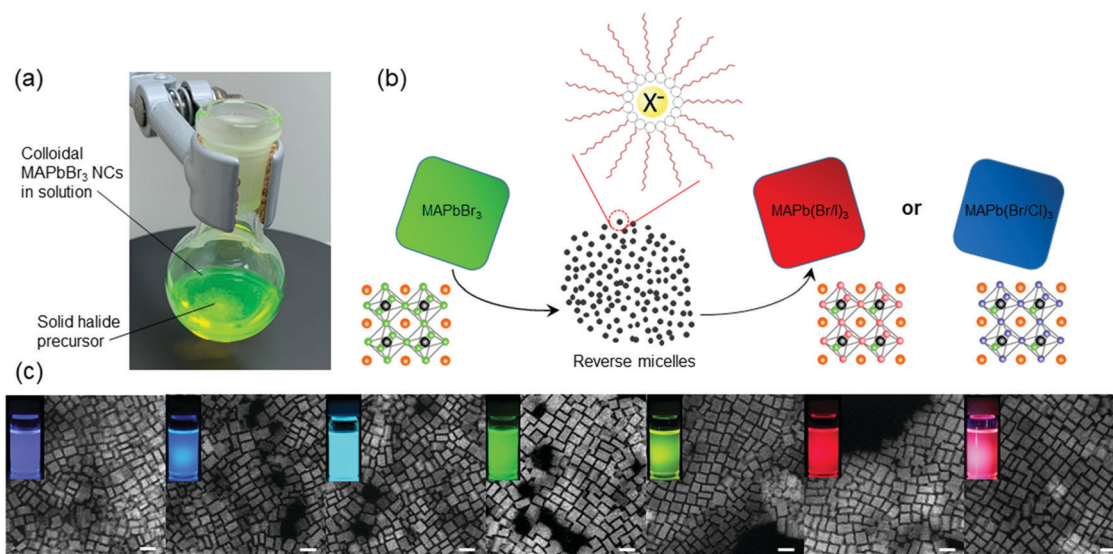 (a)
Colloidal
MAPbBr₃ NCs
in solution
Solid halide
precursor
(b)
X⁻
MAPbBr₃
MAPb(Br/I)₃
or
MAPb(Br/Cl)₃
Reverse micelles
(c)